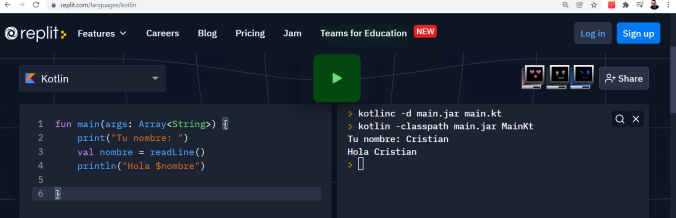 replit.com/languages/kotlin
replit
Features
Careers
Blog
Pricing
Jam
Teams for Education
NEW
Log in
Sign up
Kotlin
Share
1 fun main(args: Array<String>) {
2 print("Tu nombre: ")
3 val nombre = readLine()
4 println("Hola $nombre")
5
6 }
> kotlinc -d main.jar main.kt
> kotlin -classpath main.jar MainKt
Tu nombre: Cristian
Hola Cristian
>